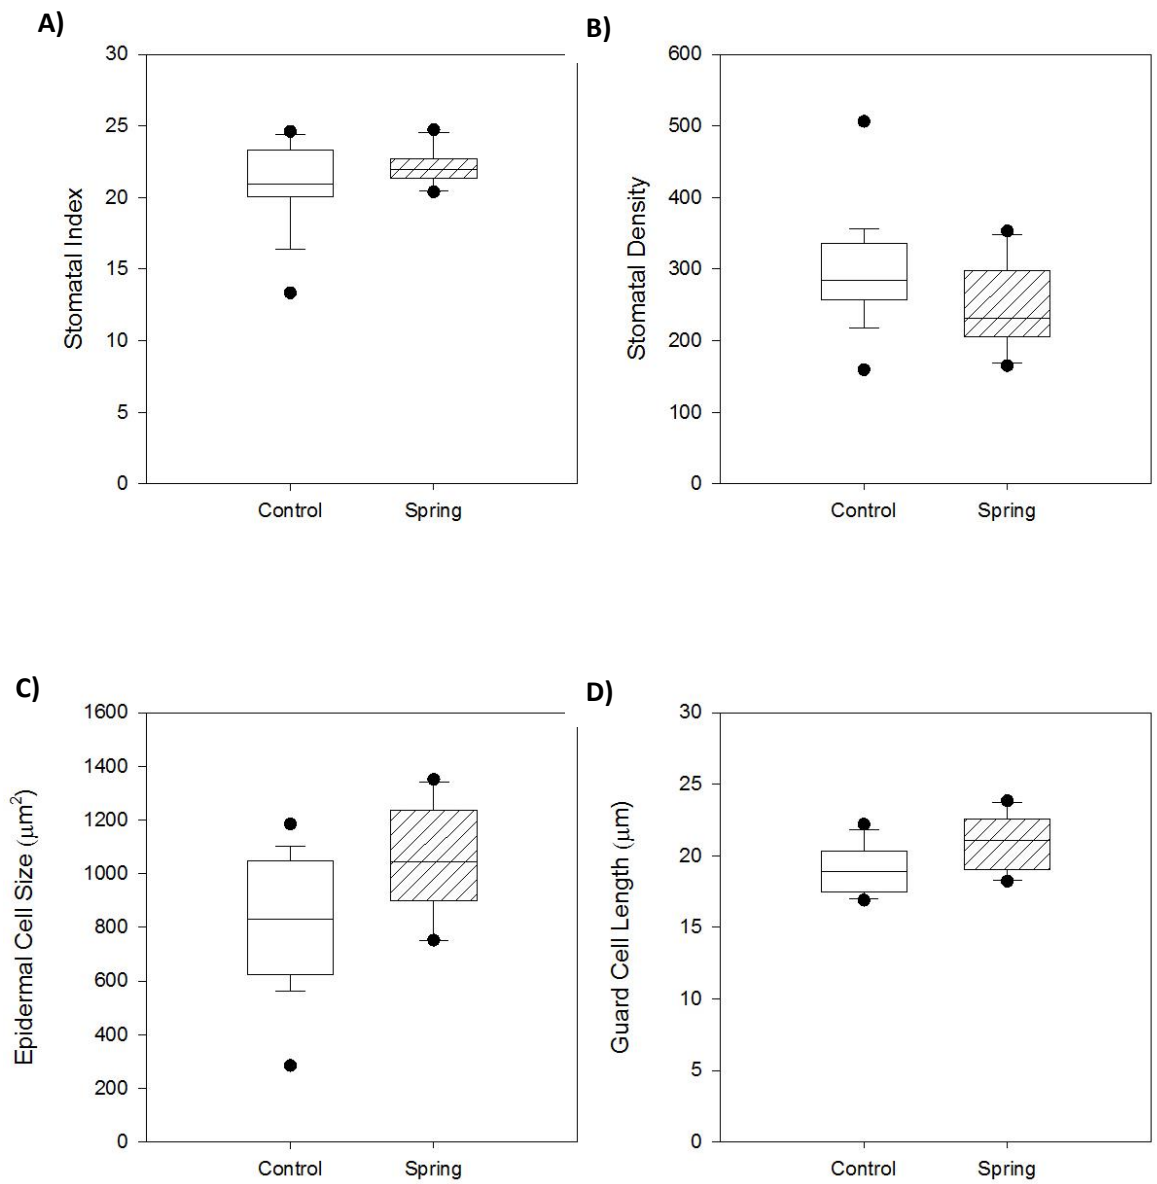 A)
Stomatal Index
30
25
20
15
10
5
0
Control Spring
B)
Stomatal Density
600
500
400
300
200
100
0
Control Spring
C)
Epidermal Cell Size (μm²)
1600
1400
1200
1000
800
600
400
200
0
Control Spring
D)
Guard Cell Length (μm)
30
25
20
15
10
5
0
Control Spring